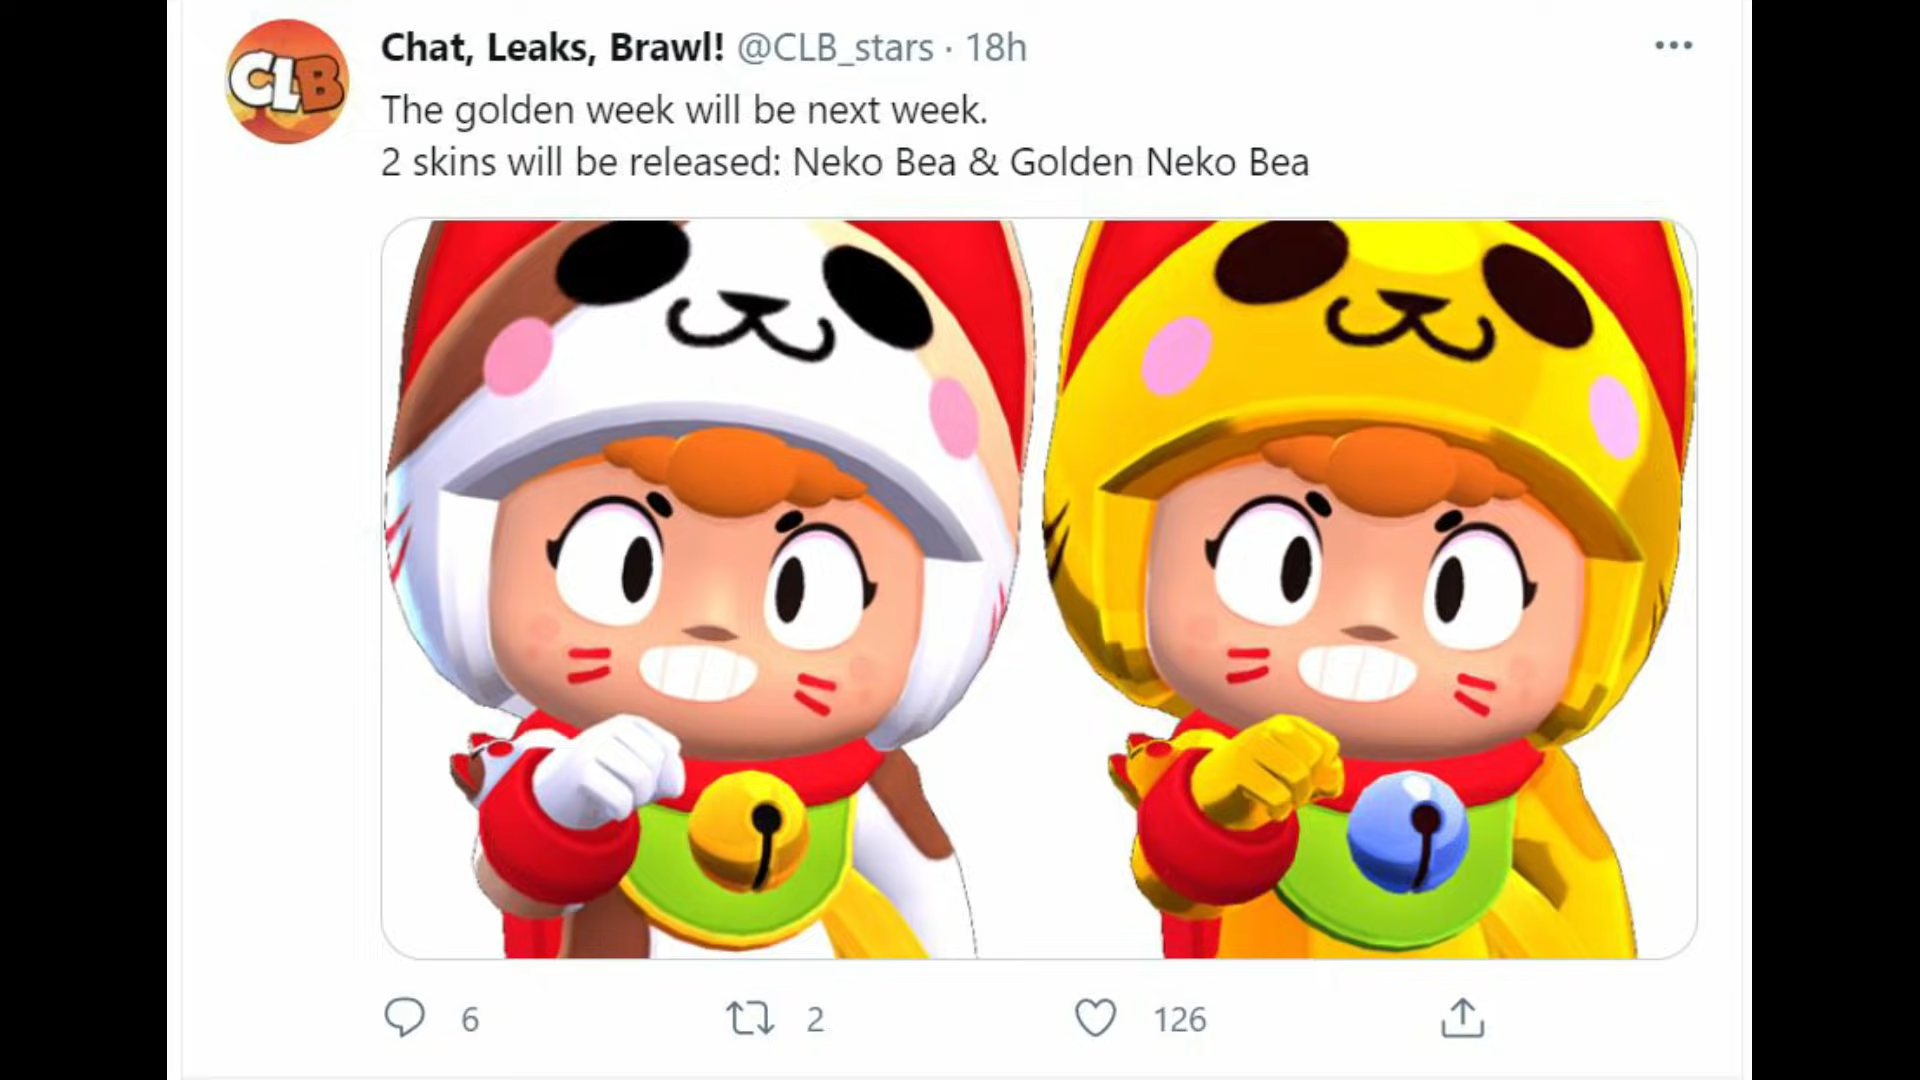 CLB
Chat, Leaks, Brawl! @CLB_stars · 18h
The golden week will be next week.
2 skins will be released: Neko Bea & Golden Neko Bea
6 2 126